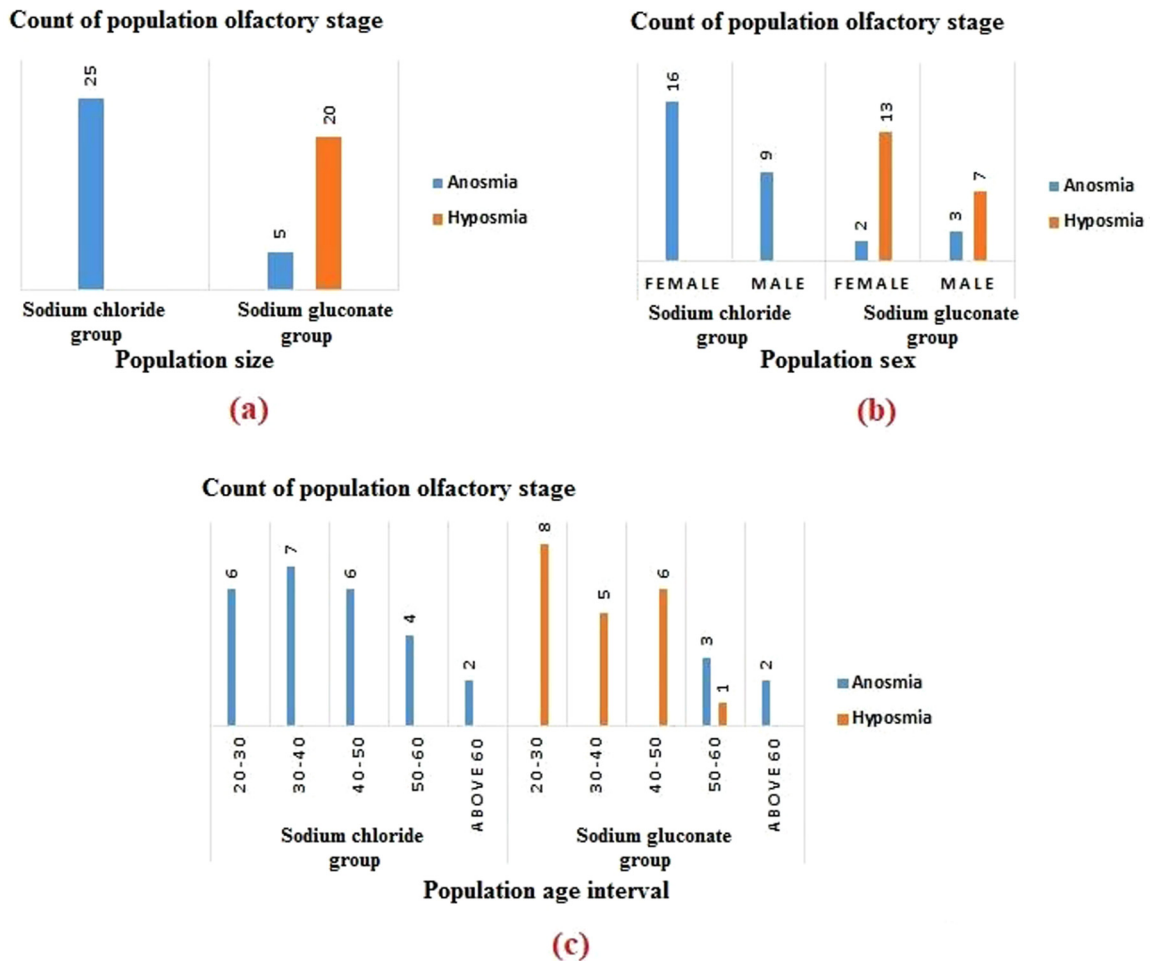 Count of population olfactory stage
25
5
20
Anosmia
Hyposmia
Sodium chloride
group
Sodium gluconate
group
Population size
(a)
Count of population olfactory stage
16
9
2
13
3
7
Anosmia
Hyposmia
FEMALE
MALE
FEMALE
MALE
Sodium chloride
group
Sodium gluconate
group
Population sex
(b)
Count of population olfactory stage
6
7
6
4
2
8
5
6
3
1
2
Anosmia
Hyposmia
20-30
30-40
40-50
50-60
ABOVE 60
20-30
30-40
40-50
50-60
ABOVE 60
Sodium chloride
group
Sodium gluconate
group
Population age interval
(c)